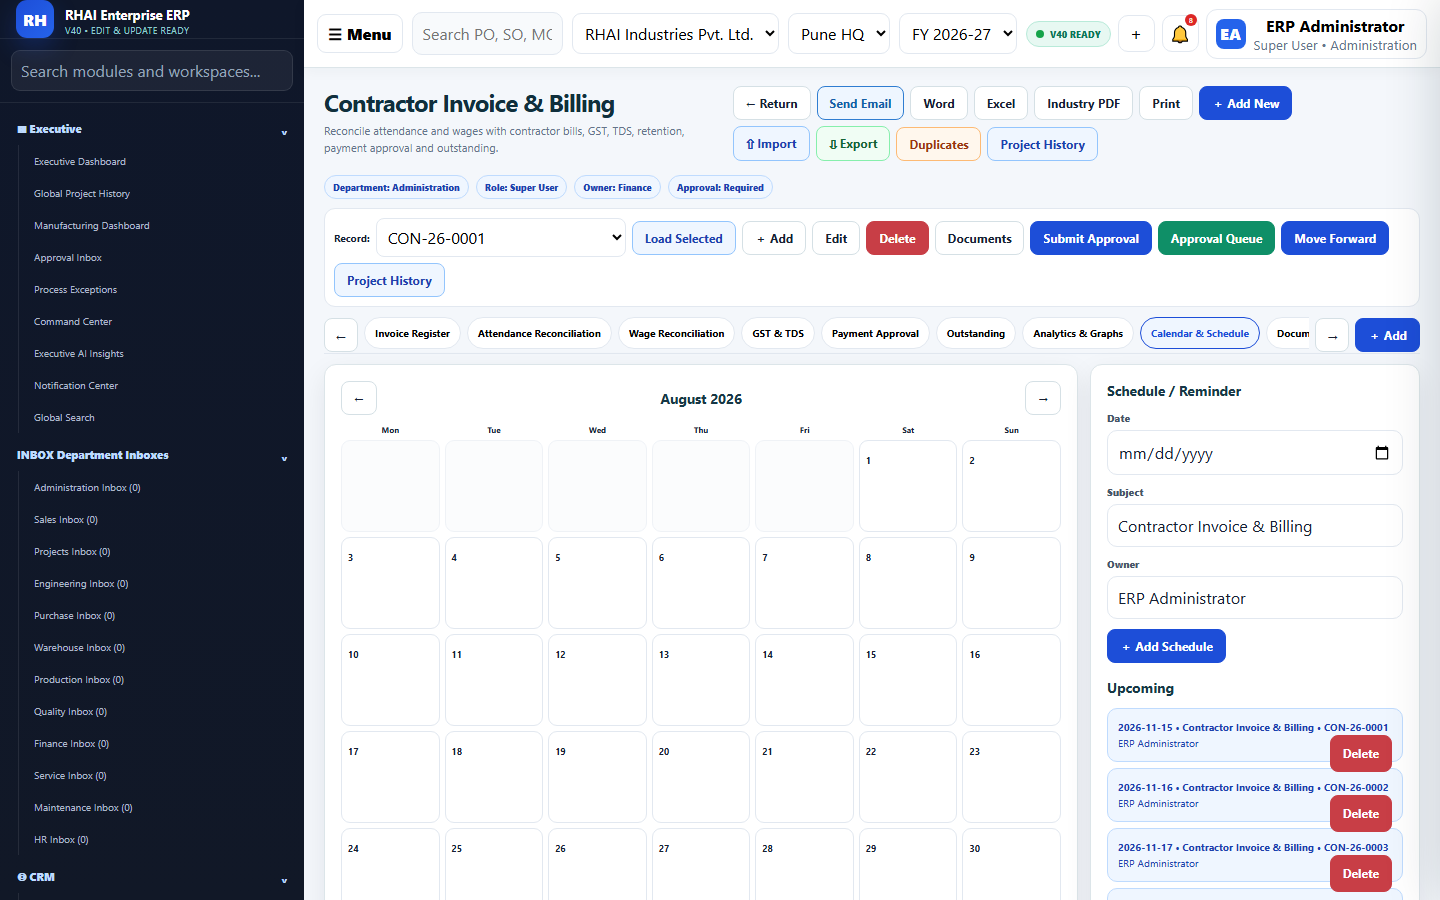 RH
RHAI Enterprise ERP
V40 • EDIT & UPDATE READY
Search modules and workspaces...
Executive
Executive Dashboard
Global Project History
Manufacturing Dashboard
Approval Inbox
Process Exceptions
Command Center
Executive AI Insights
Notification Center
Global Search
INBOX Department Inboxes
Administration Inbox (0)
Sales Inbox (0)
Projects Inbox (0)
Engineering Inbox (0)
Purchase Inbox (0)
Warehouse Inbox (0)
Production Inbox (0)
Quality Inbox (0)
Finance Inbox (0)
Service Inbox (0)
Maintenance Inbox (0)
HR Inbox (0)
CRM
☰ Menu
Search PO, SO, MC
RHAI Industries Pvt. Ltd.
Pune HQ
FY 2026-27
V40 READY
+
8
EA
ERP Administrator
Super User • Administration
Contractor Invoice & Billing
Reconcile attendance and wages with contractor bills, GST, TDS, retention,
payment approval and outstanding.
← Return
Send Email
Word
Excel
Industry PDF
Print
+ Add New
⇧ Import
⇩ Export
Duplicates
Project History
Department: Administration
Role: Super User
Owner: Finance
Approval: Required
Record:
CON-26-0001
Load Selected
+ Add
Edit
Delete
Documents
Submit Approval
Approval Queue
Move Forward
Project History
←
Invoice Register
Attendance Reconciliation
Wage Reconciliation
GST & TDS
Payment Approval
Outstanding
Analytics & Graphs
Calendar & Schedule
Docum
→
+ Add
←
August 2026
→
Mon Tue Wed Thu Fri Sat Sun
1 2
3 4 5 6 7 8 9
10 11 12 13 14 15 16
17 18 19 20 21 22 23
24 25 26 27 28 29 30
Schedule / Reminder
Date
mm/dd/yyyy
Subject
Contractor Invoice & Billing
Owner
ERP Administrator
+ Add Schedule
Upcoming
2026-11-15 • Contractor Invoice & Billing • CON-26-0001
ERP Administrator
Delete
2026-11-16 • Contractor Invoice & Billing • CON-26-0002
ERP Administrator
Delete
2026-11-17 • Contractor Invoice & Billing • CON-26-0003
ERP Administrator
Delete